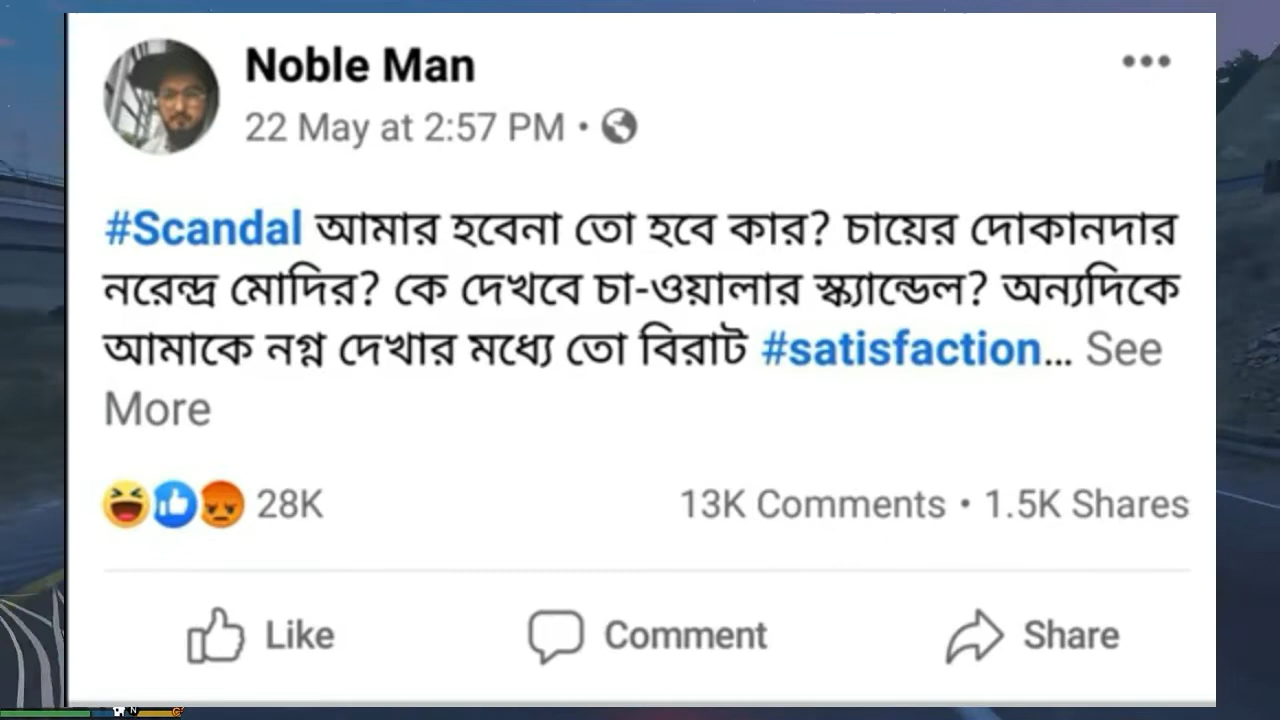 Noble Man
22 May at 2:57 PM
#Scandal আমার হবেনা তো হবে কার? চায়ের দোকানদার
নরেন্দ্র মোদির? কে দেখবে চা-ওয়ালার স্ক্যান্ডেল? অন্যদিকে
আমাকে নগ্ন দেখার মধ্যে তো বিরাট #satisfaction... See
More
28K 13K Comments • 1.5K Shares
Like Comment Share
N